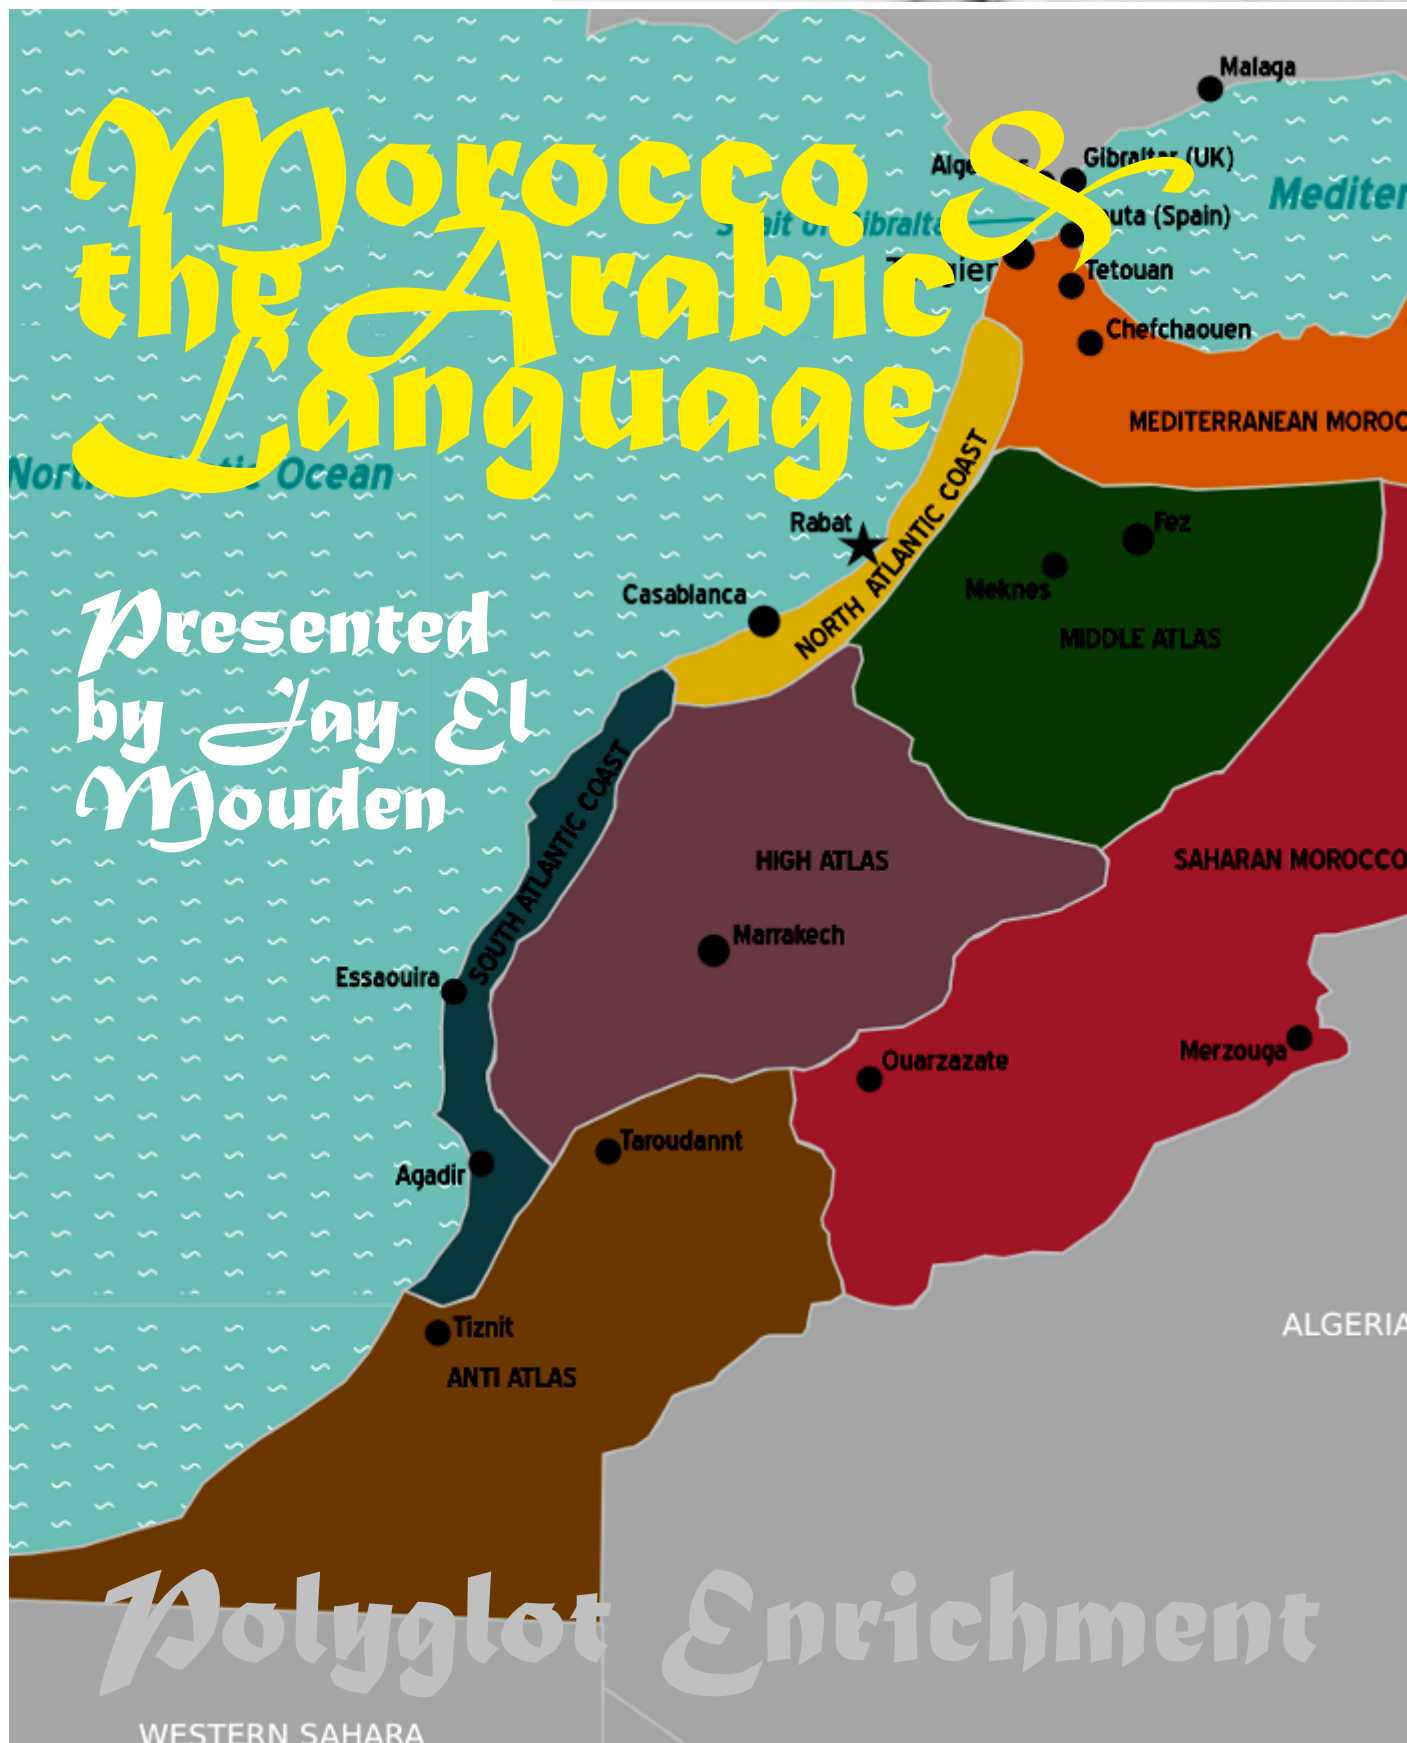 Malaga
Morocco &
the Arabic
Language
Gibraltar (UK)
Mediter
(Spain)
Tetouan
Chefchaouen
MEDITERRANEAN MOROC
Ocean
NORTH ATLANTIC COAST
Rabat
Fez
Meknes
Casablanca
MIDDLE ATLAS
Presented
by Jay El
Mouden
SOUTH ATLANTIC COAST
HIGH ATLAS
SAHARAN MOROCCO
Marrakech
Essaouira
Ouarzazate
Merzouga
Taroudannt
Agadir
ALGERIA
Tiznit
ANTI ATLAS
Polyglot Enrichment
WESTERN SAHARA